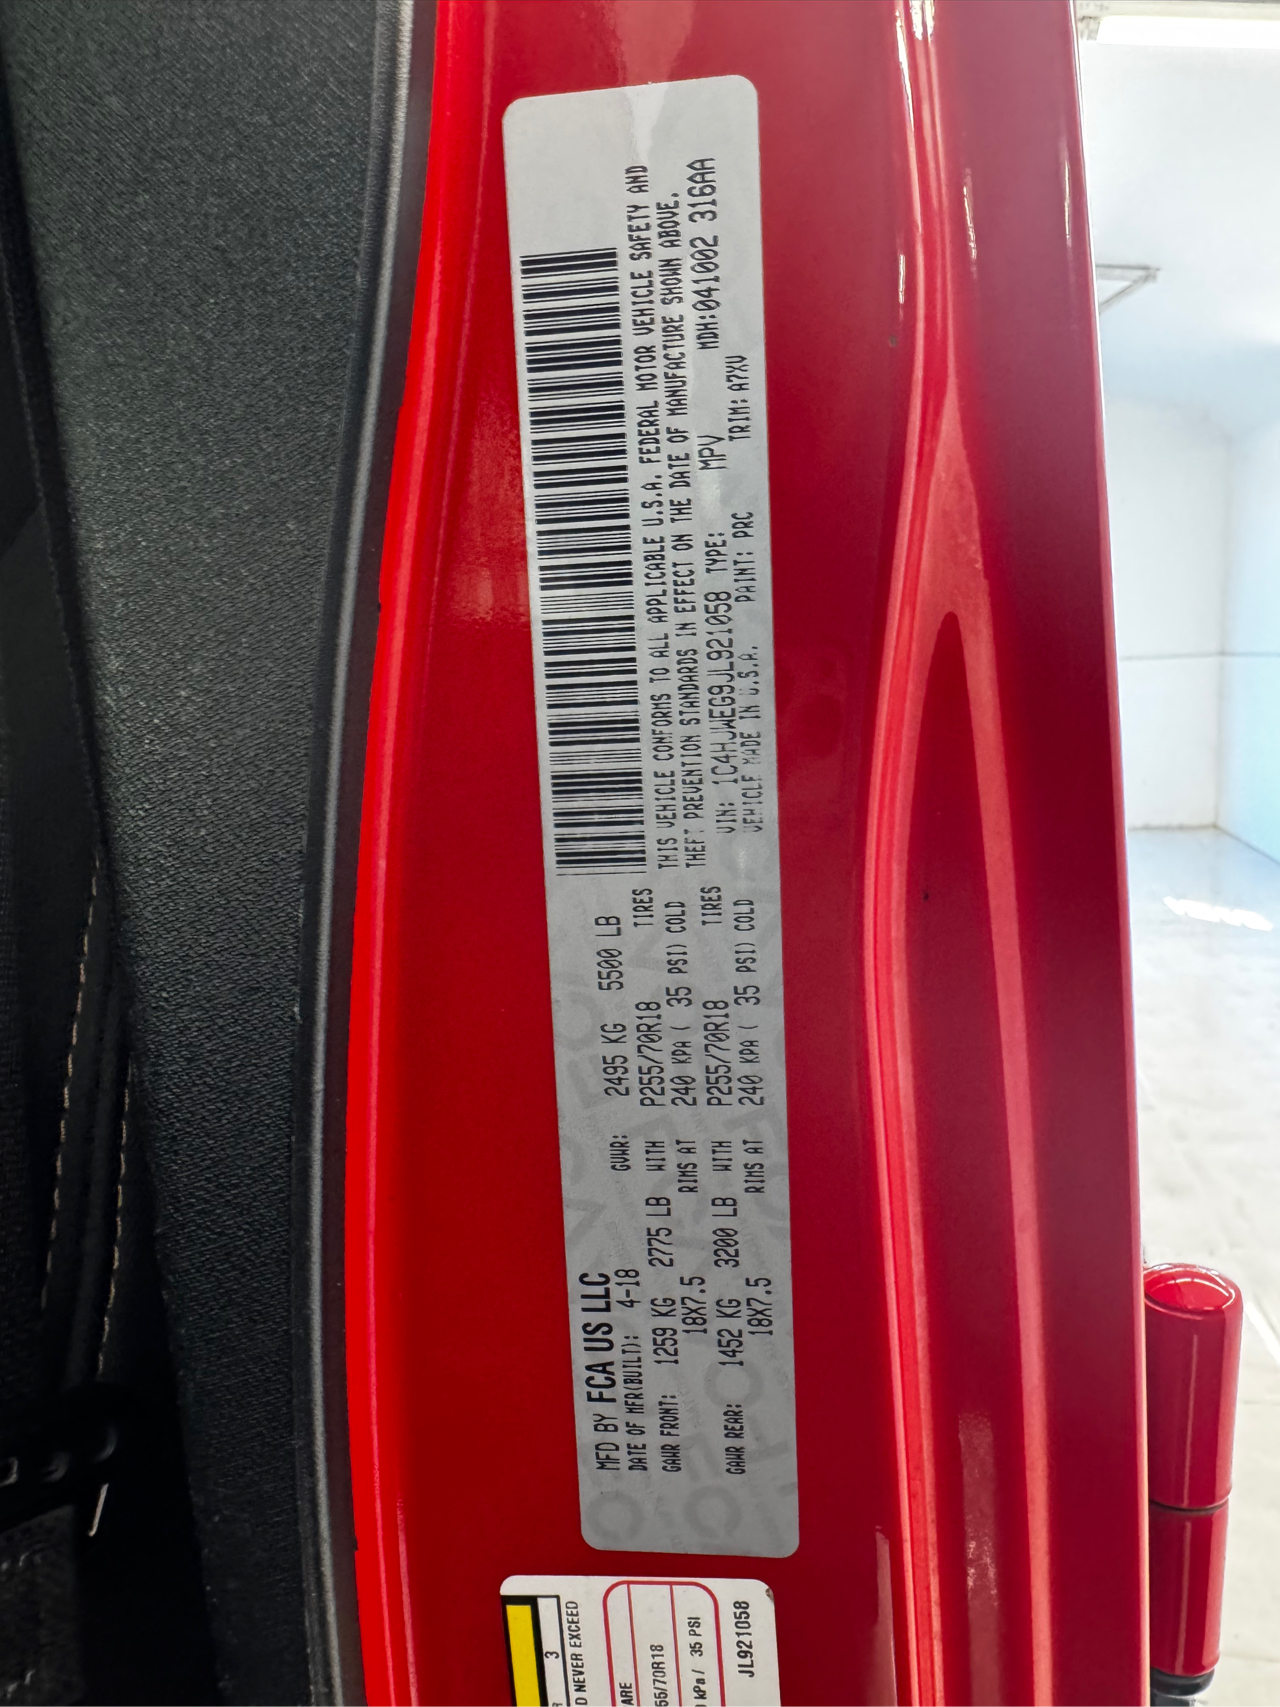 MFD BY FCA US LLC
DATE OF MFR(BUILT): 4-18 GVWR: 2495 KG 5500 LB
GAWR FRONT: 1259 KG 2775 LB WITH P255/70R18 TIRES
18X7.5 RIMS AT 240 KPA ( 35 PSI) COLD
GAWR REAR: 1452 KG 3200 LB WITH P255/70R18 TIRES
18X7.5 RIMS AT 240 KPA ( 35 PSI) COLD
THIS VEHICLE CONFORMS TO ALL APPLICABLE U.S.A. FEDERAL MOTOR VEHICLE SAFETY AND
THEFT PREVENTION STANDARDS IN EFFECT ON THE DATE OF MANUFACTURE SHOWN ABOVE.
VIN: 1C4HJWEG9JL921058 TYPE: MPV MDH:041002 316AA
VEHICLE MADE IN U.S.A. PAINT: PRC TRIM: A7XV
R 3
D NEVER EXCEED
ARE
55/70R18
kPa / 35 PSI
JL921058